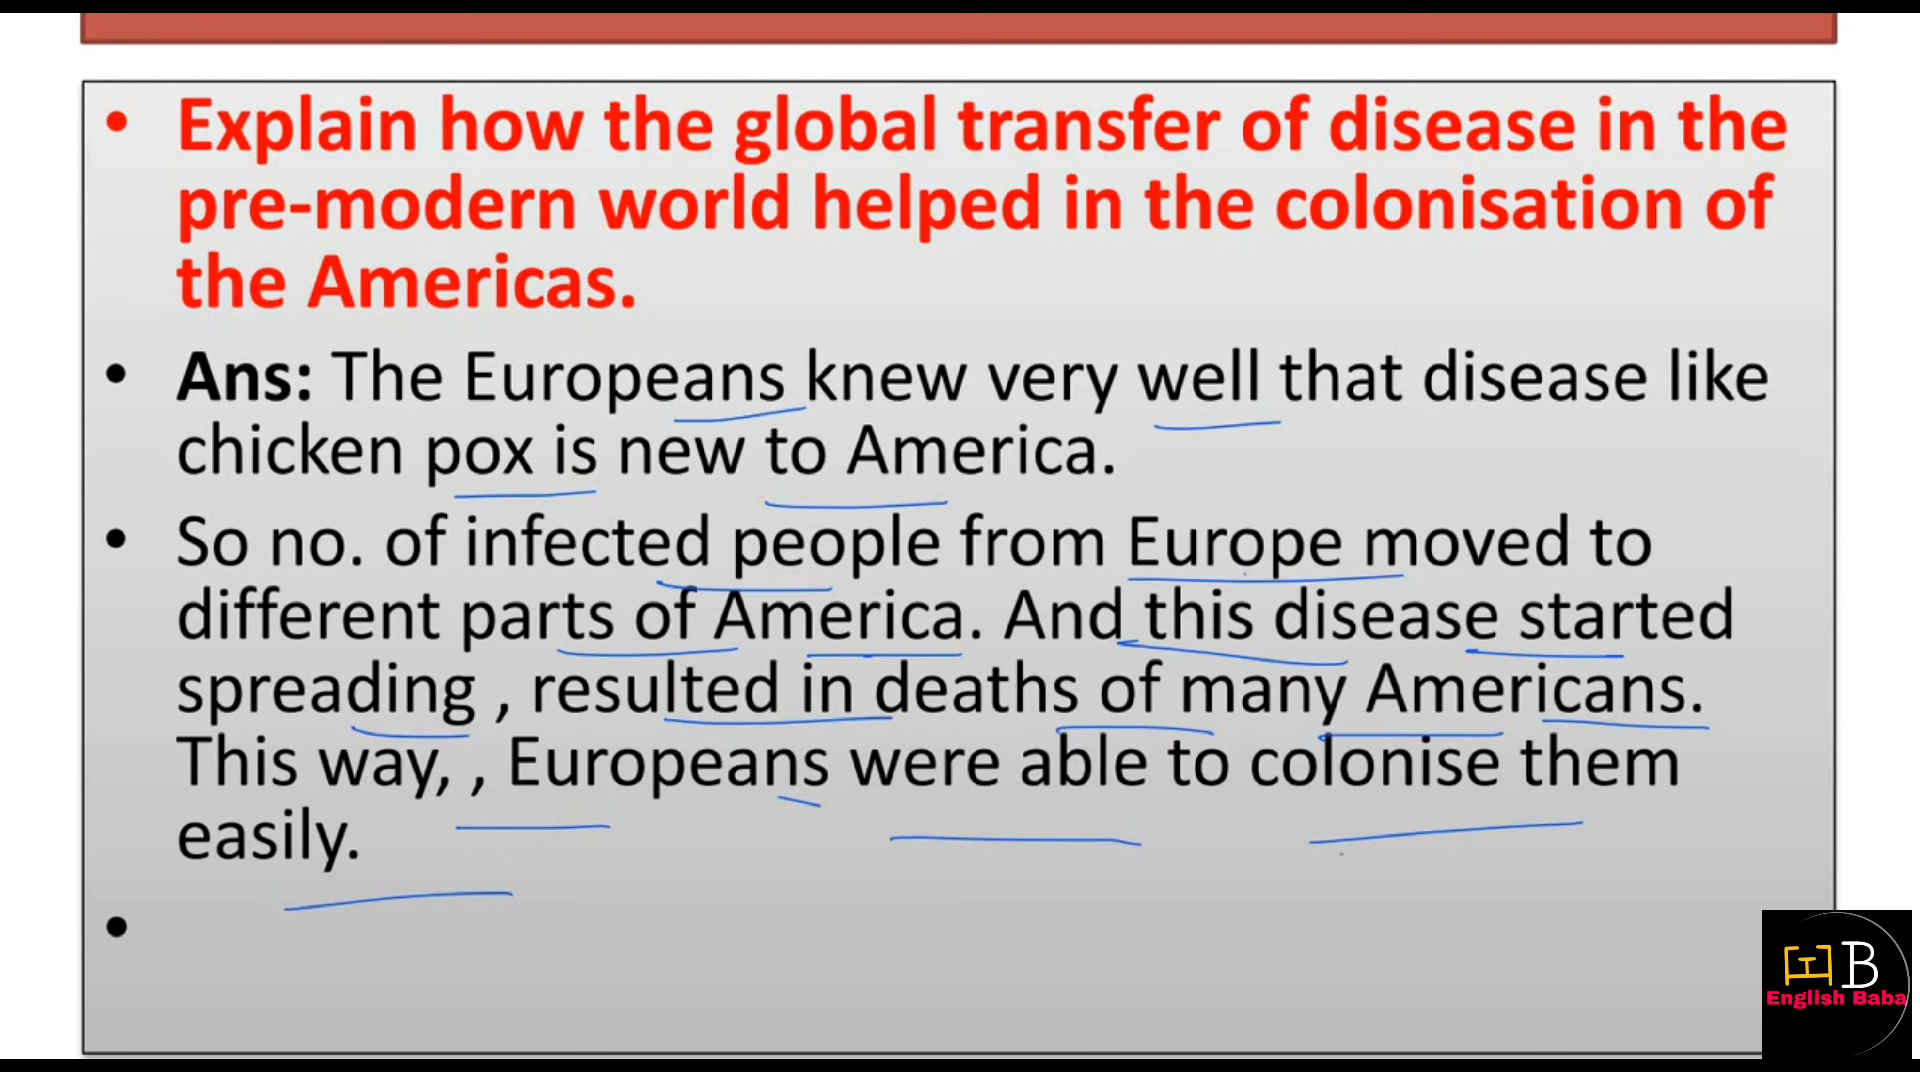 • Explain how the global transfer of disease in the
pre-modern world helped in the colonisation of
the Americas.
• Ans: The Europeans knew very well that disease like
chicken pox is new to America.
• So no. of infected people from Europe moved to
different parts of America. And this disease started
spreading , resulted in deaths of many Americans.
This way, , Europeans were able to colonise them
easily.
•
EB
English Baba